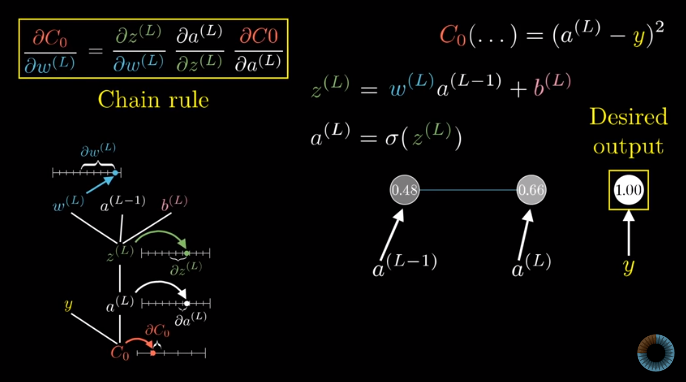 ∂C₀/∂w⁽ᴸ⁾ = ∂z⁽ᴸ⁾/∂w⁽ᴸ⁾ ∂a⁽ᴸ⁾/∂z⁽ᴸ⁾ ∂C0/∂a⁽ᴸ⁾
Chain rule
C₀(...) = (a⁽ᴸ⁾ − y)²
z⁽ᴸ⁾ = w⁽ᴸ⁾a⁽ᴸ⁻¹⁾ + b⁽ᴸ⁾
a⁽ᴸ⁾ = σ(z⁽ᴸ⁾)
Desired
output
0.48
0.66
1.00
a⁽ᴸ⁻¹⁾
a⁽ᴸ⁾
y
∂w⁽ᴸ⁾
w⁽ᴸ⁾ a⁽ᴸ⁻¹⁾ b⁽ᴸ⁾
z⁽ᴸ⁾
∂z⁽ᴸ⁾
y
a⁽ᴸ⁾
∂a⁽ᴸ⁾
∂C₀
C₀